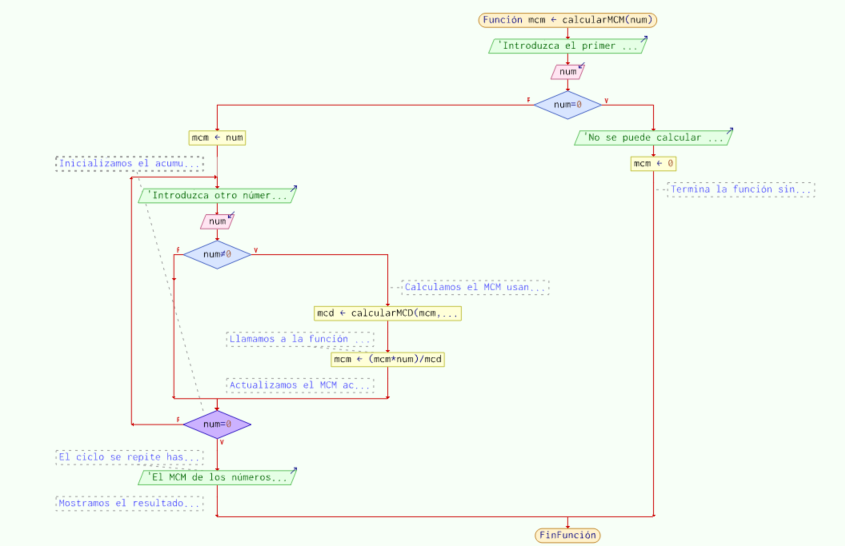 Función mcm ← calcularMCM(num)
'Introduzca el primer ...
num
F
num=0
V
mcm ← num
'No se puede calcular ...
Inicializamos el acumu...
mcm ← 0
Termina la función sin...
'Introduzca otro númer...
num
F
num≠0
V
Calculamos el MCM usan...
mcd ← calcularMCD(mcm,...
Llamamos a la función ...
mcm ← (mcm*num)/mcd
Actualizamos el MCM ac...
F
num=0
V
El ciclo se repite has...
'El MCM de los números...
Mostramos el resultado...
FinFunción